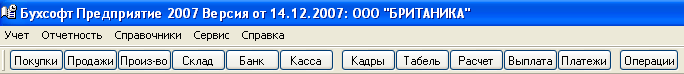 Бухсофт Предприятие 2007 Версия от 14.12.2007: ООО "БРИТАНИКА"
Учет Отчетность Справочники Сервис Справка
Покупки Продажи Произ-во Склад Банк Касса Кадры Табель Расчет Выплата Платежи Операции